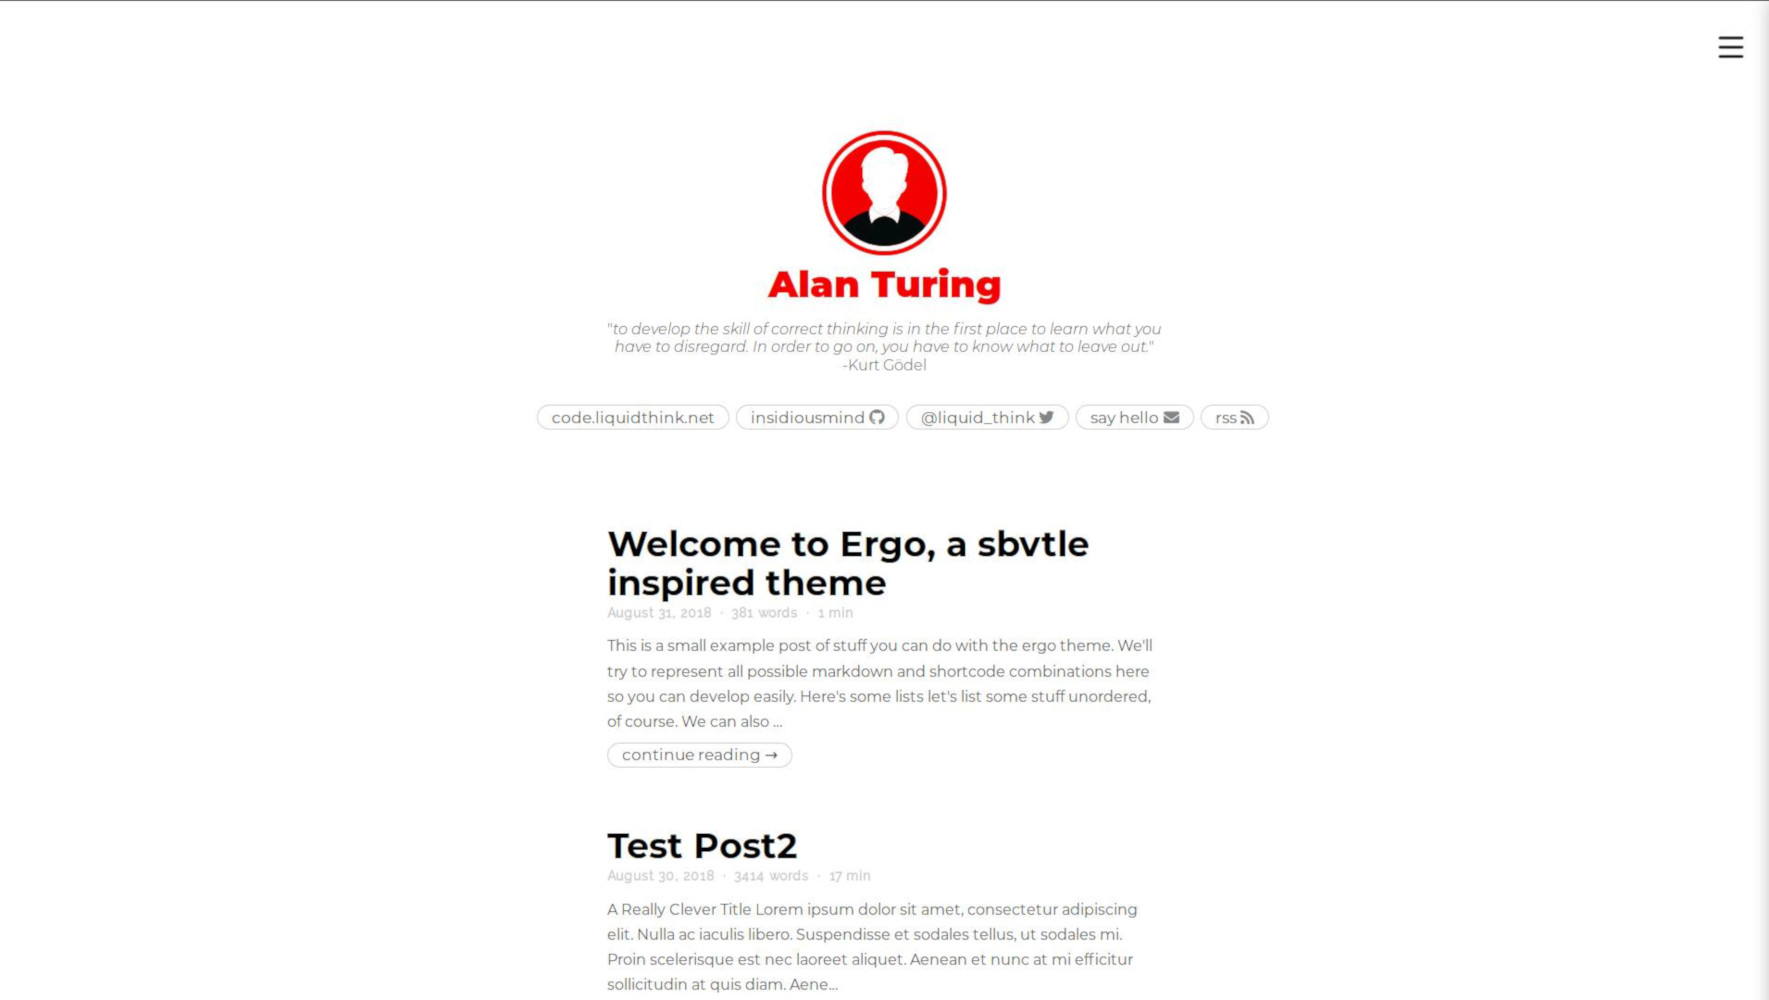 Alan Turing
"to develop the skill of correct thinking is in the first place to learn what you
have to disregard. In order to go on, you have to know what to leave out."
-Kurt Gödel
code.liquidthink.net insidiousmind @liquid_think say hello rss
Welcome to Ergo, a sbvtle
inspired theme
August 31, 2018 · 381 words · 1 min
This is a small example post of stuff you can do with the ergo theme. We'll
try to represent all possible markdown and shortcode combinations here
so you can develop easily. Here's some lists let's list some stuff unordered,
of course. We can also ...
continue reading →
Test Post2
August 30, 2018 · 3414 words · 17 min
A Really Clever Title Lorem ipsum dolor sit amet, consectetur adipiscing
elit. Nulla ac iaculis libero. Suspendisse et sodales tellus, ut sodales mi.
Proin scelerisque est nec laoreet aliquet. Aenean et nunc at mi efficitur
sollicitudin at quis diam. Aene...